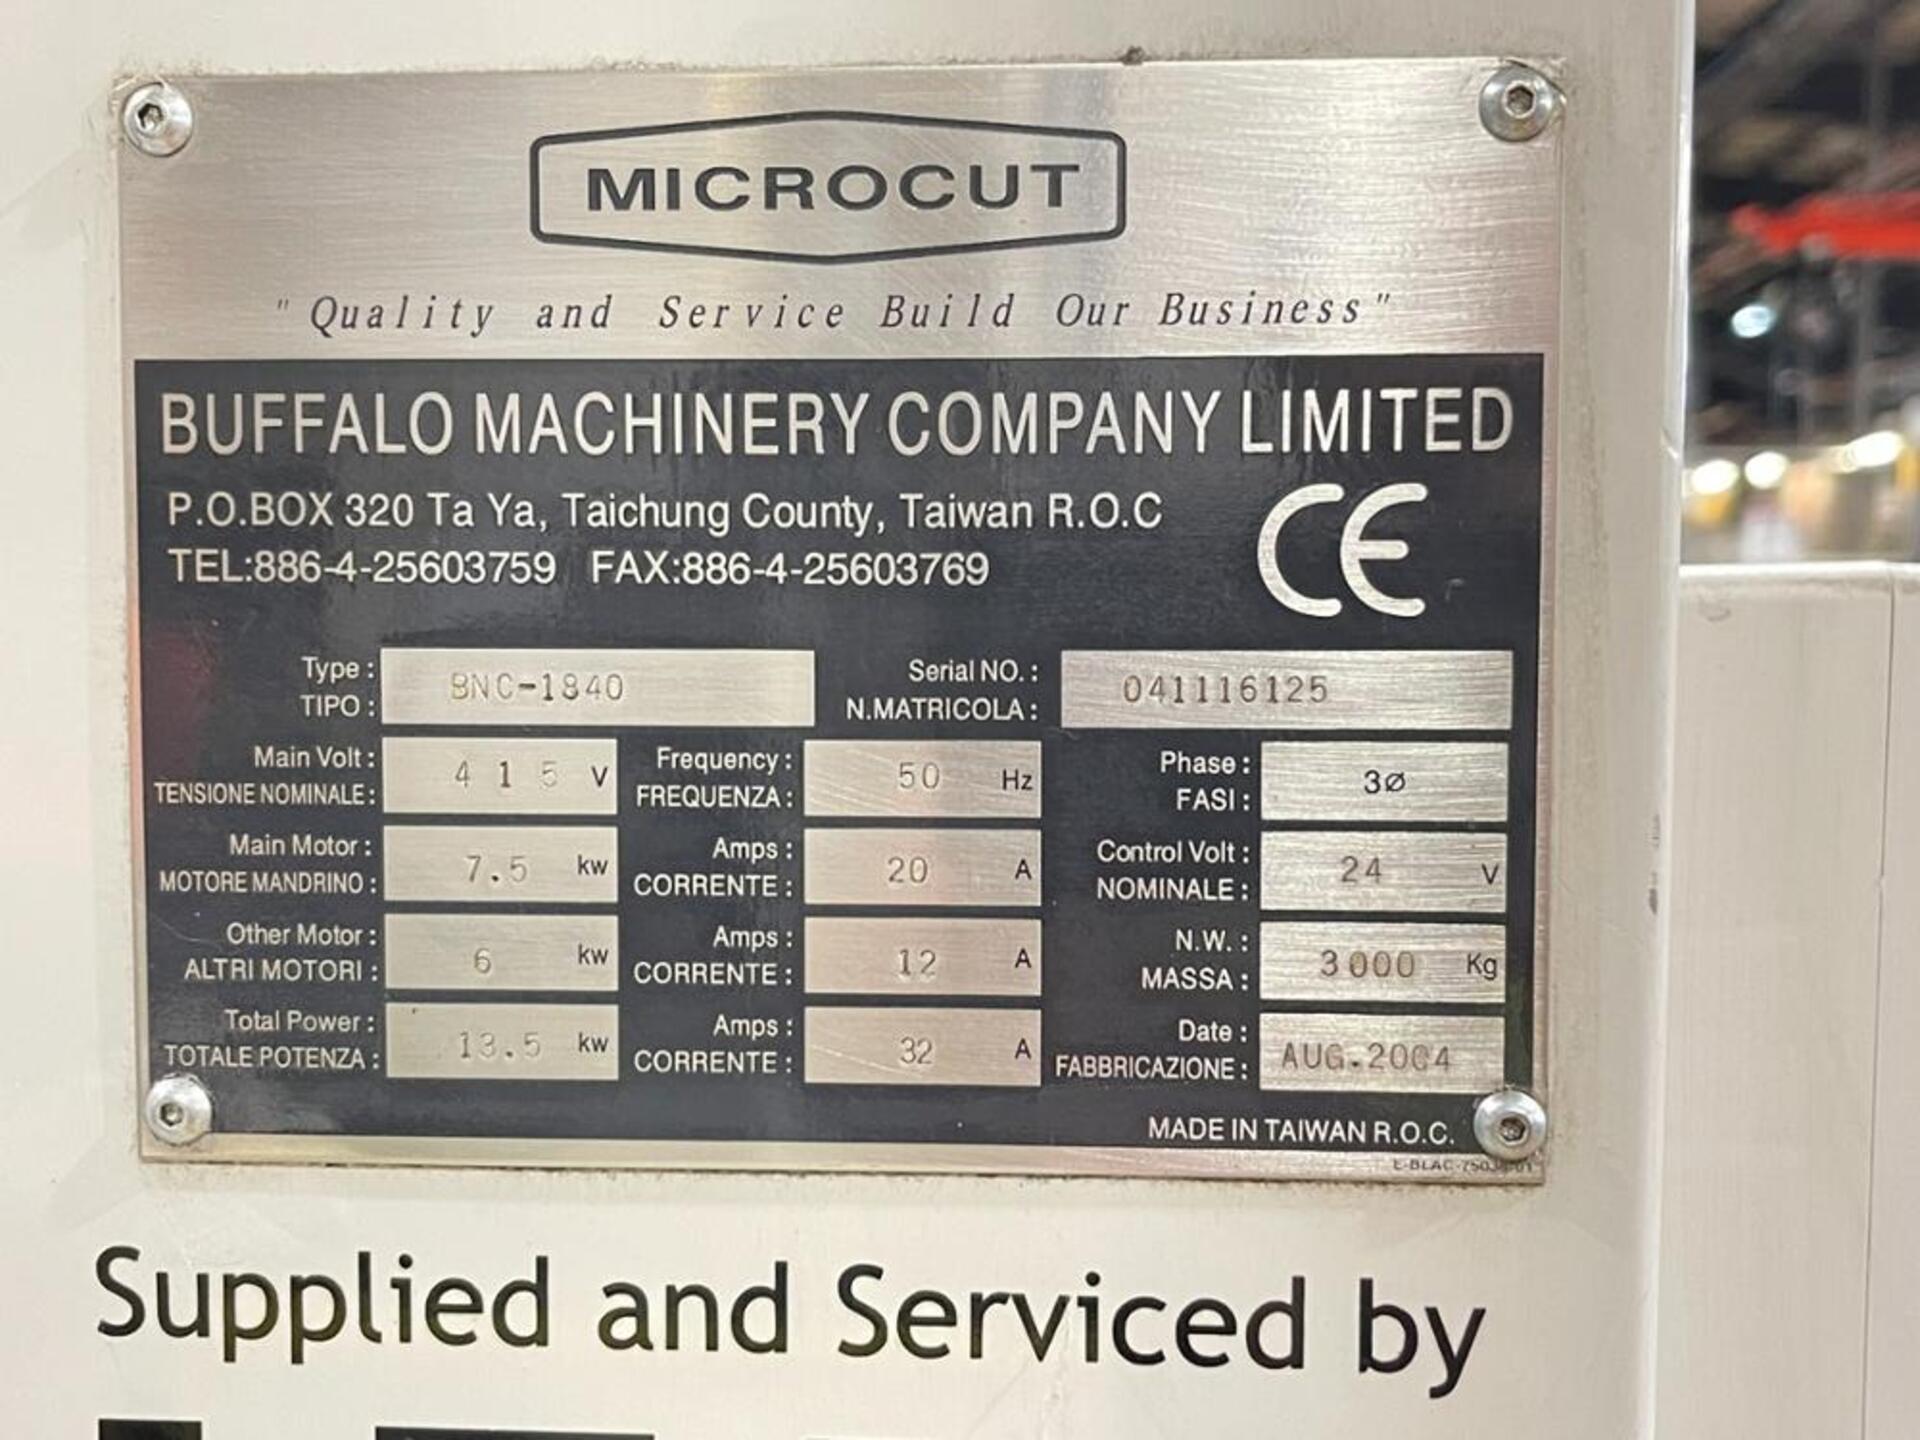 MICROCUT
"Quality and Service Build Our Business"
BUFFALO MACHINERY COMPANY LIMITED
P.O.BOX 320 Ta Ya, Taichung County, Taiwan R.O.C
TEL:886-4-25603759 FAX:886-4-25603769
CE
Type : BNC-1840 Serial NO. : 041116125
TIPO : N.MATRICOLA :
Main Volt : 415 V Frequency : 50 Hz Phase : 3ø
TENSIONE NOMINALE : FREQUENZA : FASI :
Main Motor : 7.5 kw Amps : 20 A Control Volt : 24 V
MOTORE MANDRINO : CORRENTE : NOMINALE :
Other Motor : 6 kw Amps : 12 A N.W. : 3000 Kg
ALTRI MOTORI : CORRENTE : MASSA :
Total Power : 13.5 kw Amps : 32 A Date : AUG.2004
TOTALE POTENZA : CORRENTE : FABBRICAZIONE :
MADE IN TAIWAN R.O.C.
Supplied and Serviced by